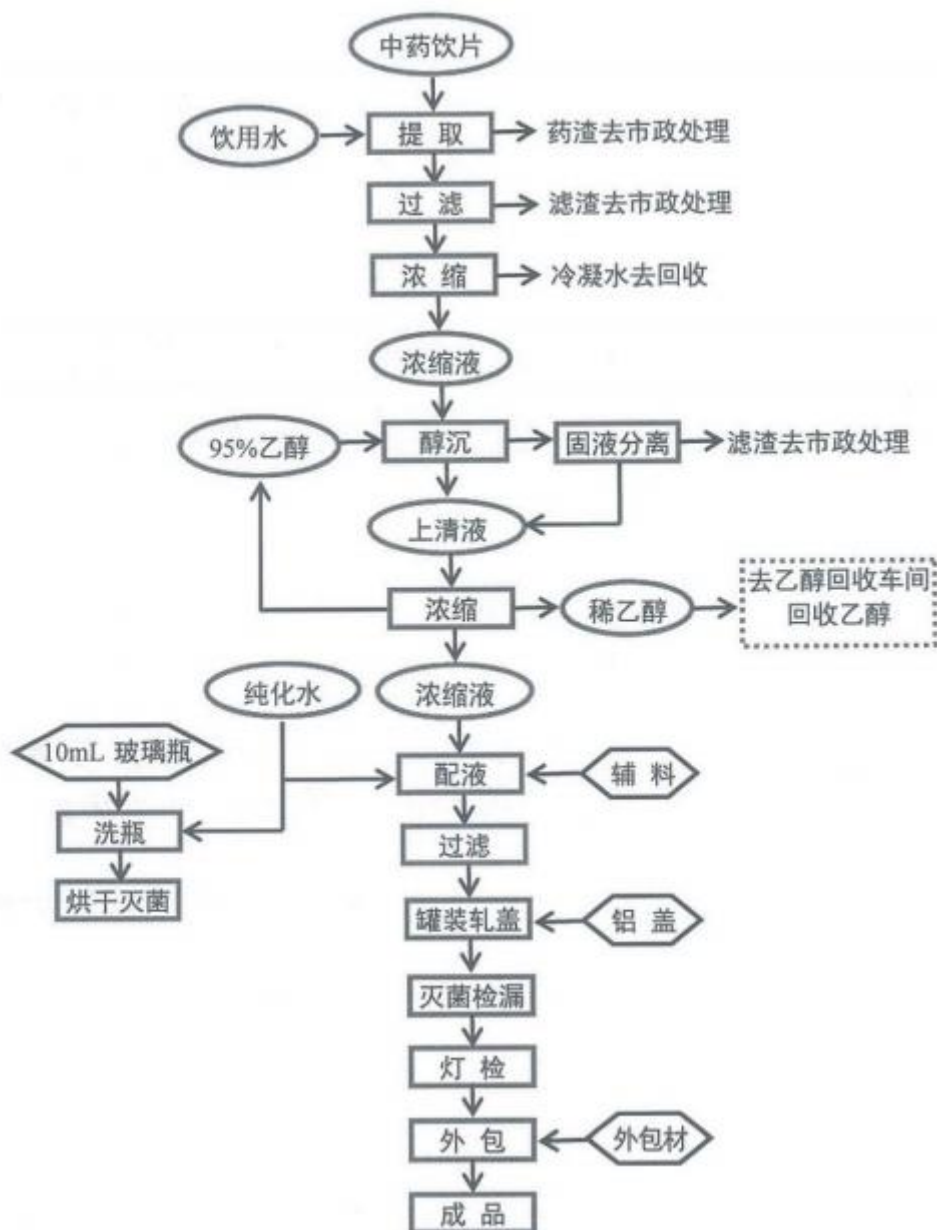 中药饮片
饮用水
提 取
药渣去市政处理
过 滤
滤渣去市政处理
浓 缩
冷凝水去回收
浓缩液
95%乙醇
醇沉
固液分离
滤渣去市政处理
上清液
浓缩
稀乙醇
去乙醇回收车间
回收乙醇
纯化水
浓缩液
10mL 玻璃瓶
配液
辅 料
洗瓶
过滤
烘干灭菌
罐装轧盖
铝 盖
灭菌检漏
灯 检
外 包
外包材
成 品